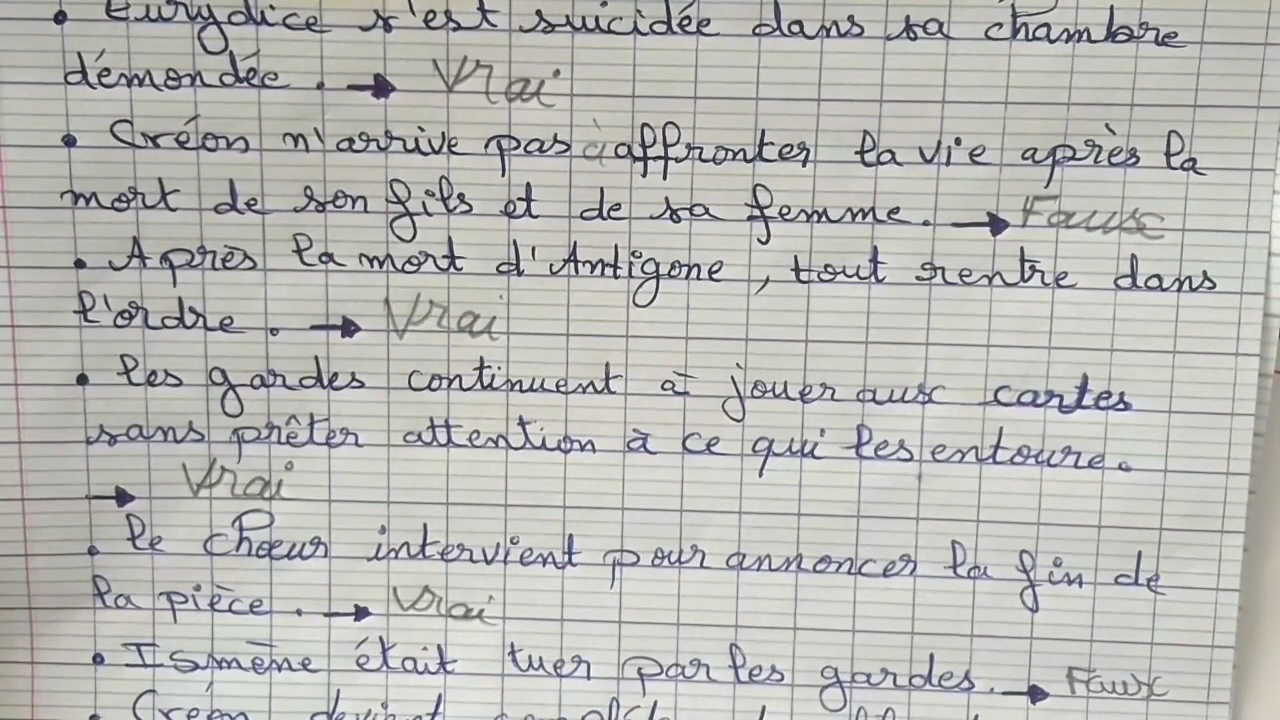 • Eurydice s'est suicidée dans sa chambre
démondée. → Vrai
• Créon n'arrive pas à affronter la vie après la
mort de son fils et de sa femme. → Faux
• Après la mort d'Antigone, tout rentre dans
l'ordre. → Vrai
• les gardes continuent à jouer aux cartes
sans prêter attention à ce qui les entoure.
→ Vrai
• le Chœur intervient pour annoncer la fin de
la pièce. → Vrai
• Ismène était tuer par les gardes. → Faux
• Créon